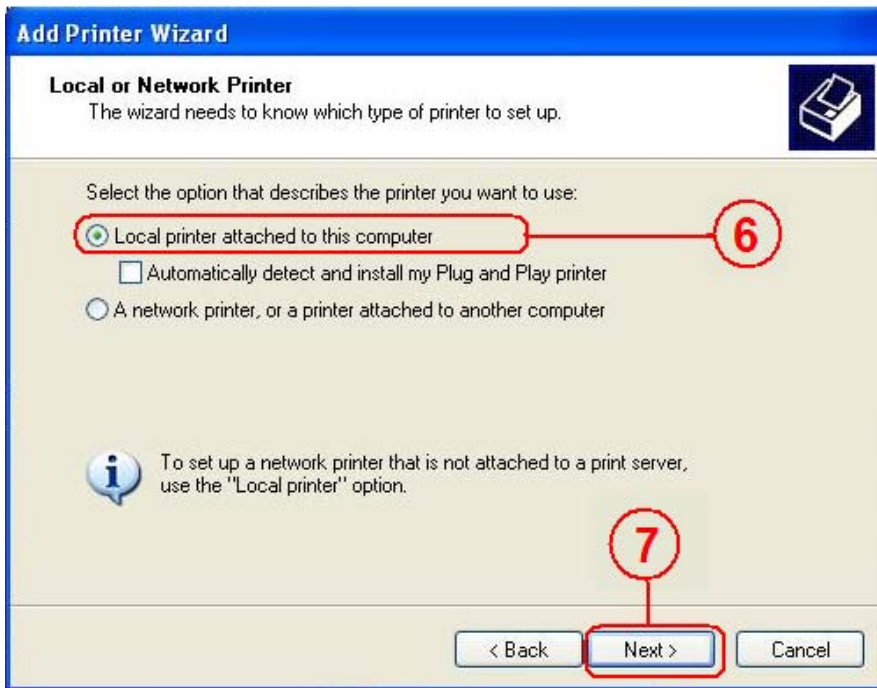 Add Printer Wizard
Local or Network Printer
The wizard needs to know which type of printer to set up.
Select the option that describes the printer you want to use:
Local printer attached to this computer
6
Automatically detect and install my Plug and Play printer
A network printer, or a printer attached to another computer
To set up a network printer that is not attached to a print server,
use the "Local printer" option.
7
< Back Next > Cancel